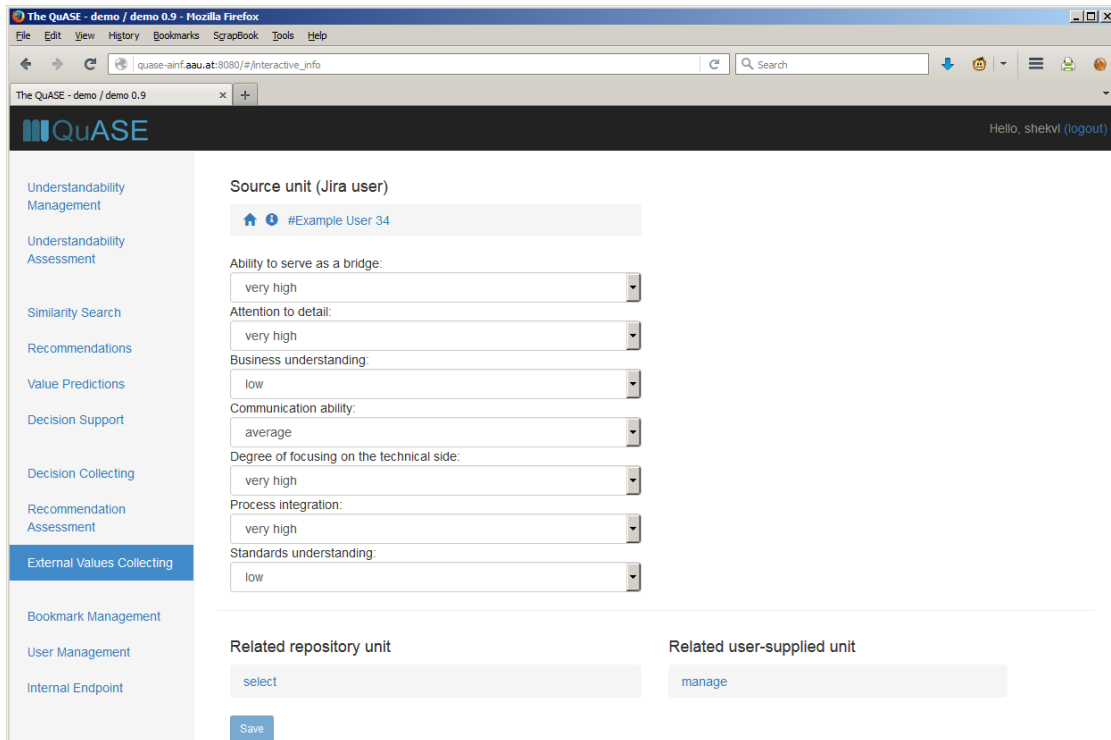 The QuASE - demo / demo 0.9 - Mozilla Firefox
File Edit View History Bookmarks ScrapBook Tools Help
quase-ainf.aau.at:8080/#/interactive_info
Search
The QuASE - demo / demo 0.9
QuASE
Hello, shekvl (logout)
Understandability
Management
Understandability
Assessment
Similarity Search
Recommendations
Value Predictions
Decision Support
Decision Collecting
Recommendation
Assessment
External Values Collecting
Bookmark Management
User Management
Internal Endpoint
Source unit (Jira user)
#Example User 34
Ability to serve as a bridge:
very high
Attention to detail:
very high
Business understanding:
low
Communication ability:
average
Degree of focusing on the technical side:
very high
Process integration:
very high
Standards understanding:
low
Related repository unit
select
Related user-supplied unit
manage
Save